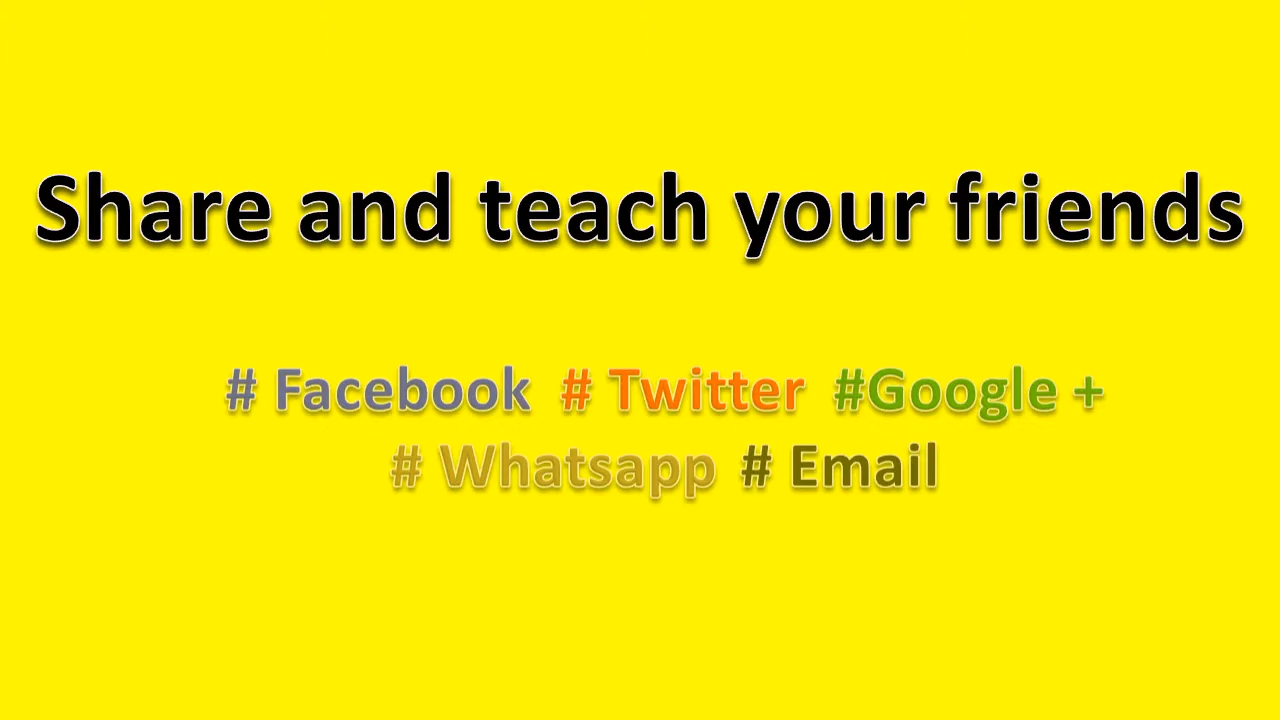 Share and teach your friends
# Facebook # Twitter #Google +
# Whatsapp # Email